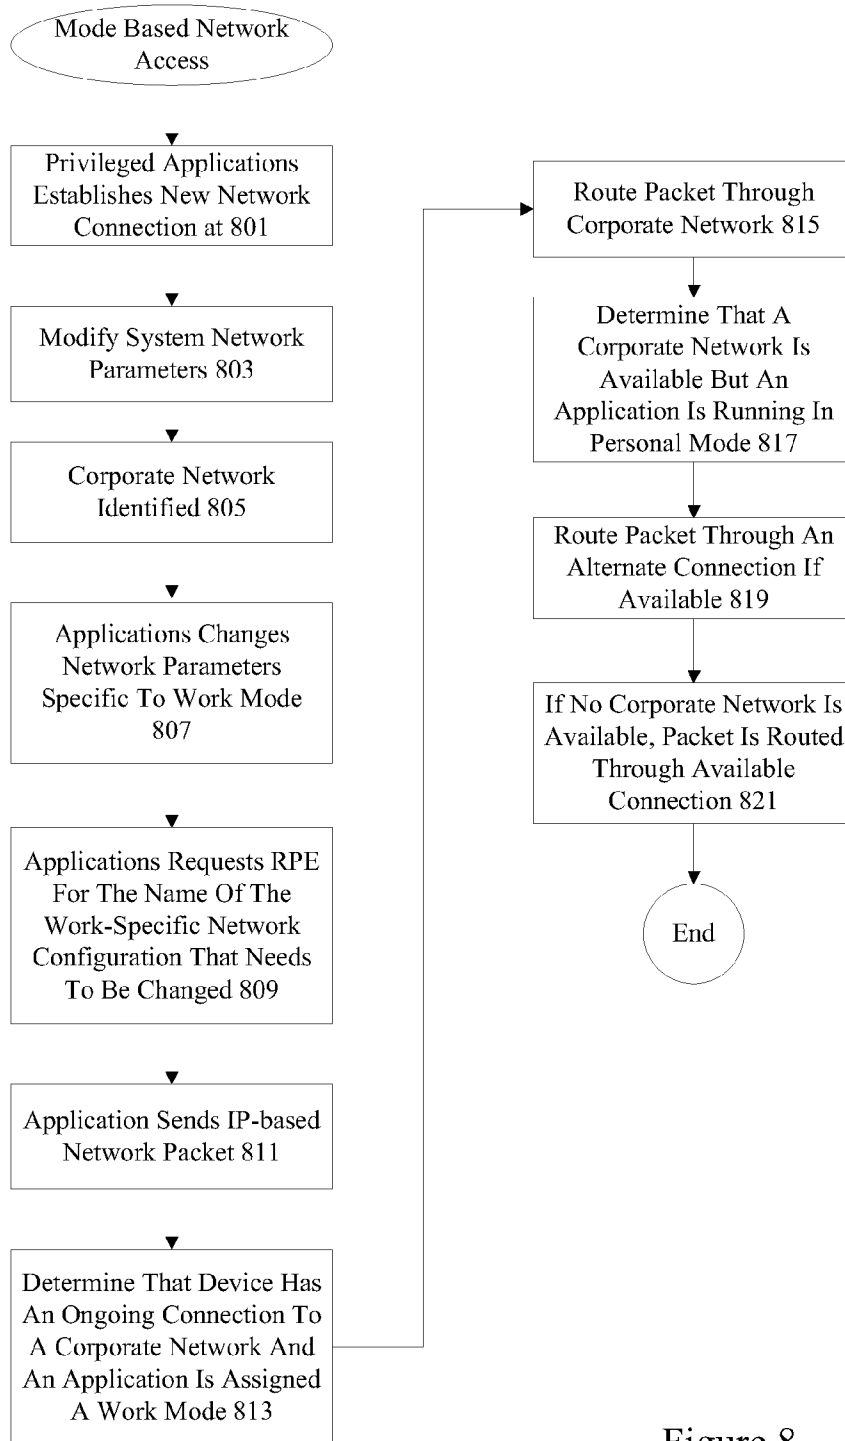 Mode Based Network
Access
Privileged Applications
Establishes New Network
Connection at 801
Modify System Network
Parameters 803
Corporate Network
Identified 805
Applications Changes
Network Parameters
Specific To Work Mode
807
Applications Requests RPE
For The Name Of The
Work-Specific Network
Configuration That Needs
To Be Changed 809
Application Sends IP-based
Network Packet 811
Determine That Device Has
An Ongoing Connection To
A Corporate Network And
An Application Is Assigned
A Work Mode 813
Route Packet Through
Corporate Network 815
Determine That A
Corporate Network Is
Available But An
Application Is Running In
Personal Mode 817
Route Packet Through An
Alternate Connection If
Available 819
If No Corporate Network Is
Available, Packet Is Routed
Through Available
Connection 821
End
Figure 8